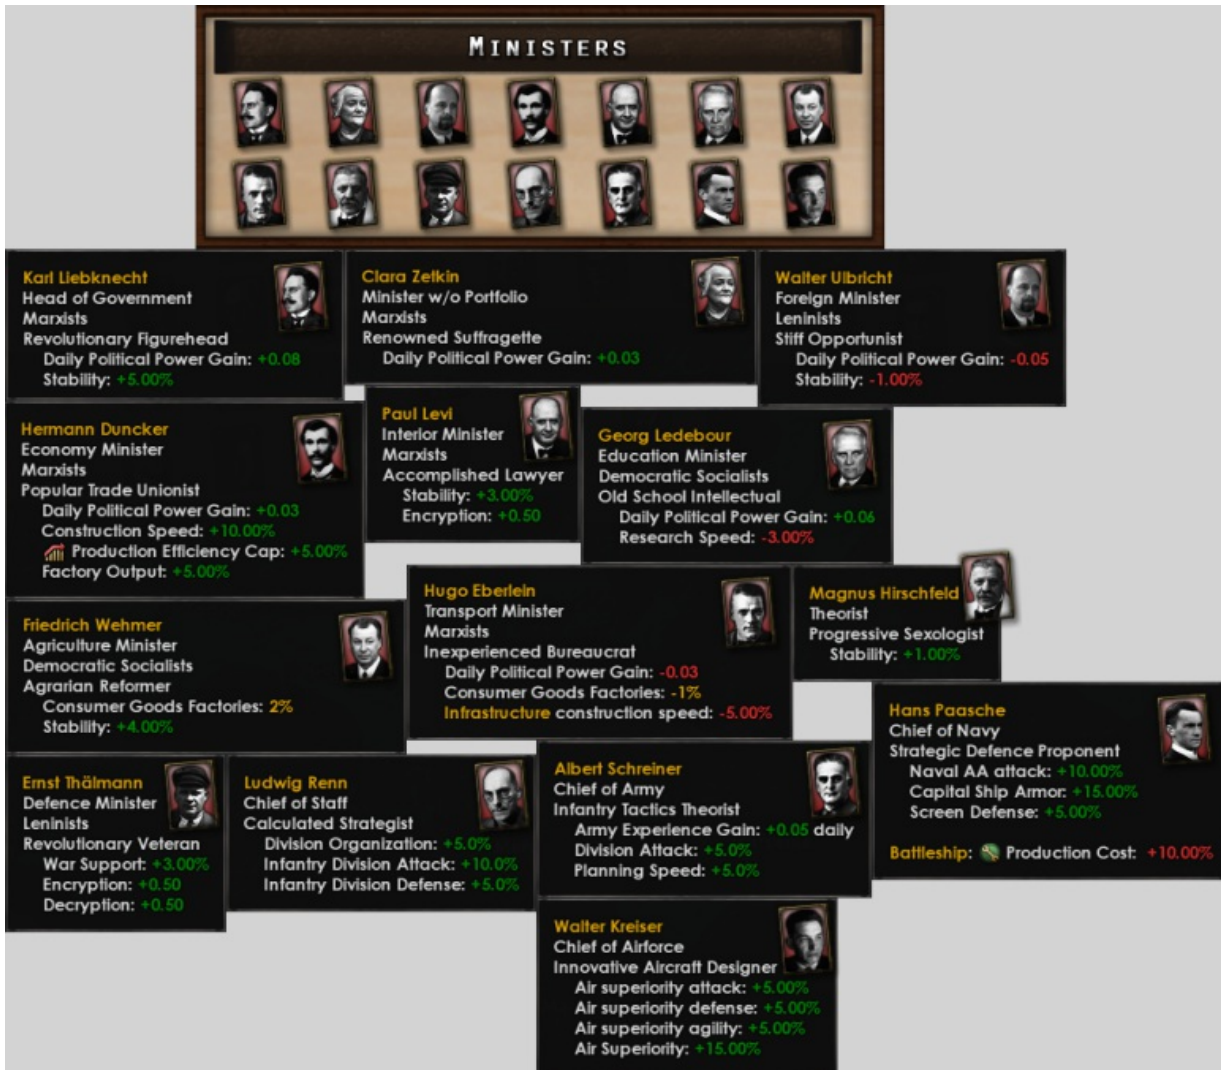 MINISTERS
Karl Liebknecht
Head of Government
Marxists
Revolutionary Figurehead
Daily Political Power Gain: +0.08
Stability: +5.00%
Clara Zetkin
Minister w/o Portfolio
Marxists
Renowned Suffragette
Daily Political Power Gain: +0.03
Walter Ulbricht
Foreign Minister
Leninists
Stiff Opportunist
Daily Political Power Gain: -0.05
Stability: -1.00%
Hermann Duncker
Economy Minister
Marxists
Popular Trade Unionist
Daily Political Power Gain: +0.03
Construction Speed: +10.00%
Production Efficiency Cap: +5.00%
Factory Output: +5.00%
Paul Levi
Interior Minister
Marxists
Accomplished Lawyer
Stability: +3.00%
Encryption: +0.50
Georg Ledebour
Education Minister
Democratic Socialists
Old School Intellectual
Daily Political Power Gain: +0.06
Research Speed: -3.00%
Friedrich Wehmer
Agriculture Minister
Democratic Socialists
Agrarian Reformer
Consumer Goods Factories: 2%
Stability: +4.00%
Hugo Eberlein
Transport Minister
Marxists
Inexperienced Bureaucrat
Daily Political Power Gain: -0.03
Consumer Goods Factories: -1%
Infrastructure construction speed: -5.00%
Magnus Hirschfeld
Theorist
Progressive Sexologist
Stability: +1.00%
Ernst Thälmann
Defence Minister
Leninists
Revolutionary Veteran
War Support: +3.00%
Encryption: +0.50
Decryption: +0.50
Ludwig Renn
Chief of Staff
Calculated Strategist
Division Organization: +5.0%
Infantry Division Attack: +10.0%
Infantry Division Defense: +5.0%
Albert Schreiner
Chief of Army
Infantry Tactics Theorist
Army Experience Gain: +0.05 daily
Division Attack: +5.0%
Planning Speed: +5.0%
Hans Paasche
Chief of Navy
Strategic Defence Proponent
Naval AA attack: +10.00%
Capital Ship Armor: +15.00%
Screen Defense: +5.00%
Battleship: Production Cost: +10.00%
Walter Kreiser
Chief of Airforce
Innovative Aircraft Designer
Air superiority attack: +5.00%
Air superiority defense: +5.00%
Air superiority agility: +5.00%
Air Superiority: +15.00%